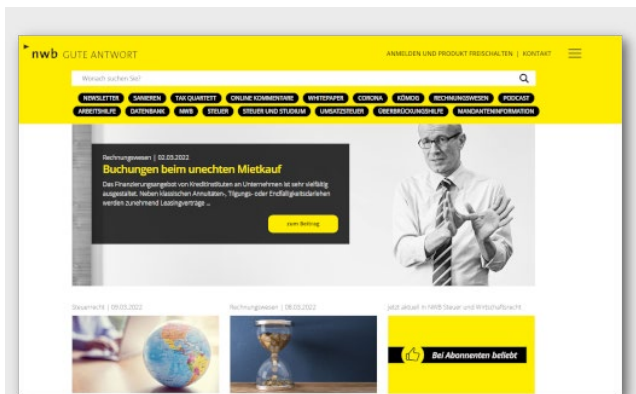 nwb GUTE ANTWORT
ANMELDEN UND PRODUKT FREISCHALTEN | KONTAKT
Wonach suchen Sie?
NEWSLETTER SANIEREN TAX QUARTETT ONLINE KOMMENTARE WHITEPAPER CORONA KÖMOG RECHNUNGSWESEN PODCAST
ARBEITSHILFE DATENBANK NWB STEUER STEUER UND STUDIUM UMSATZSTEUER ÜBERBRÜCKUNGSHILFE MANDANTENINFORMATION
Rechnungswesen | 02.03.2022
Buchungen beim unechten Mietkauf
Das Finanzierungsangebot von Kreditinstituten an Unternehmen ist sehr vielfältig
ausgestaltet. Neben klassischen Annuitäten-, Tilgungs- oder Endfälligkeitsdarlehen
werden zunehmend Leasingverträge ...
zum Beitrag
Steuerrecht | 09.03.2022
Rechnungswesen | 08.03.2022
Jetzt aktuell in NWB Steuer und Wirtschaftsrecht
Bei Abonnenten beliebt